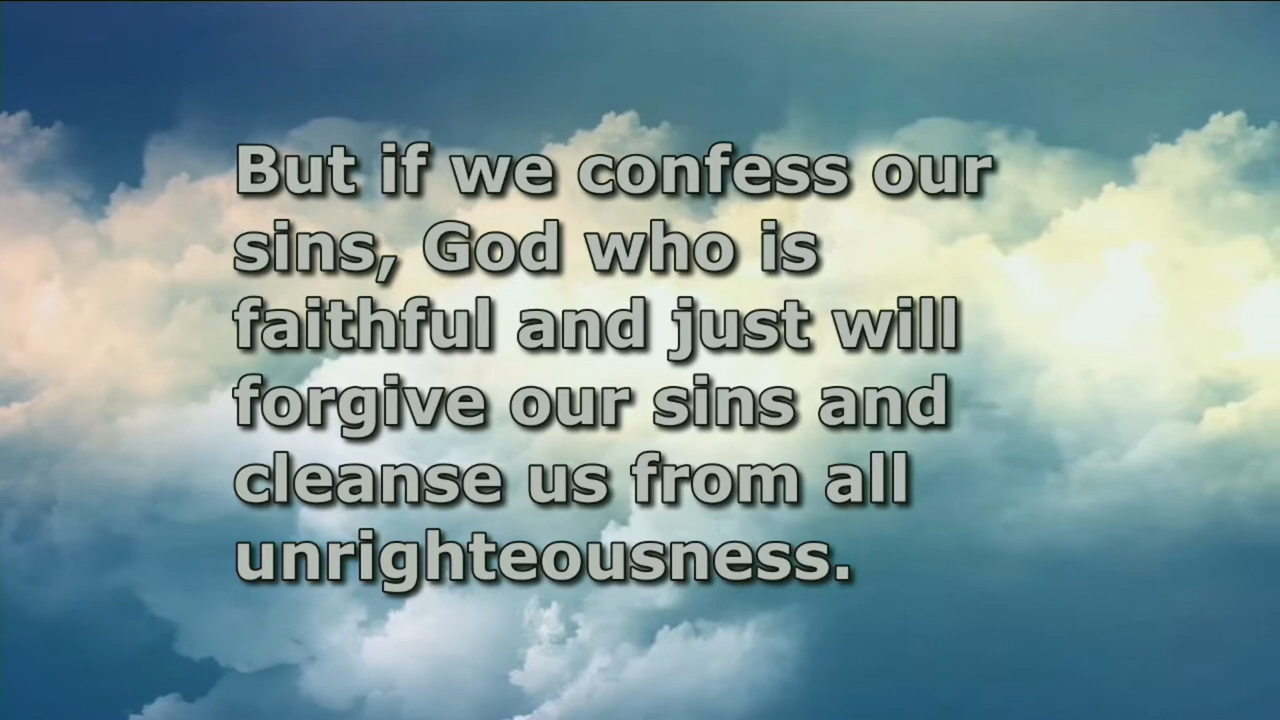 But if we confess our
sins, God who is
faithful and just will
forgive our sins and
cleanse us from all
unrighteousness.